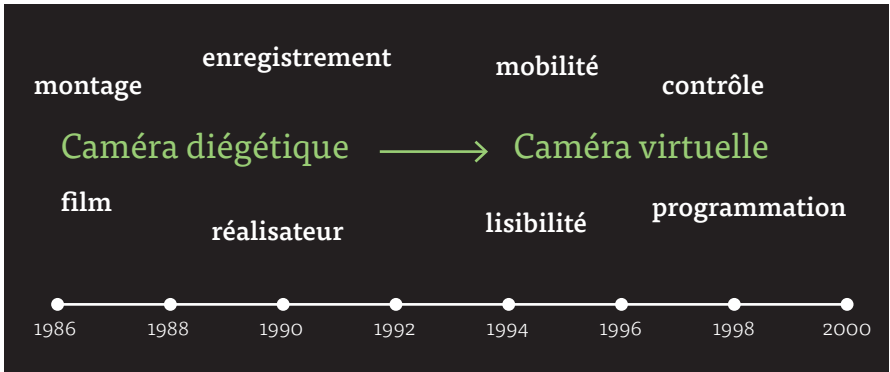 enregistrement
mobilité
montage
contrôle
Caméra diégétique
Caméra virtuelle
film
programmation
réalisateur
lisibilité
1986 1988 1990 1992 1994 1996 1998 2000